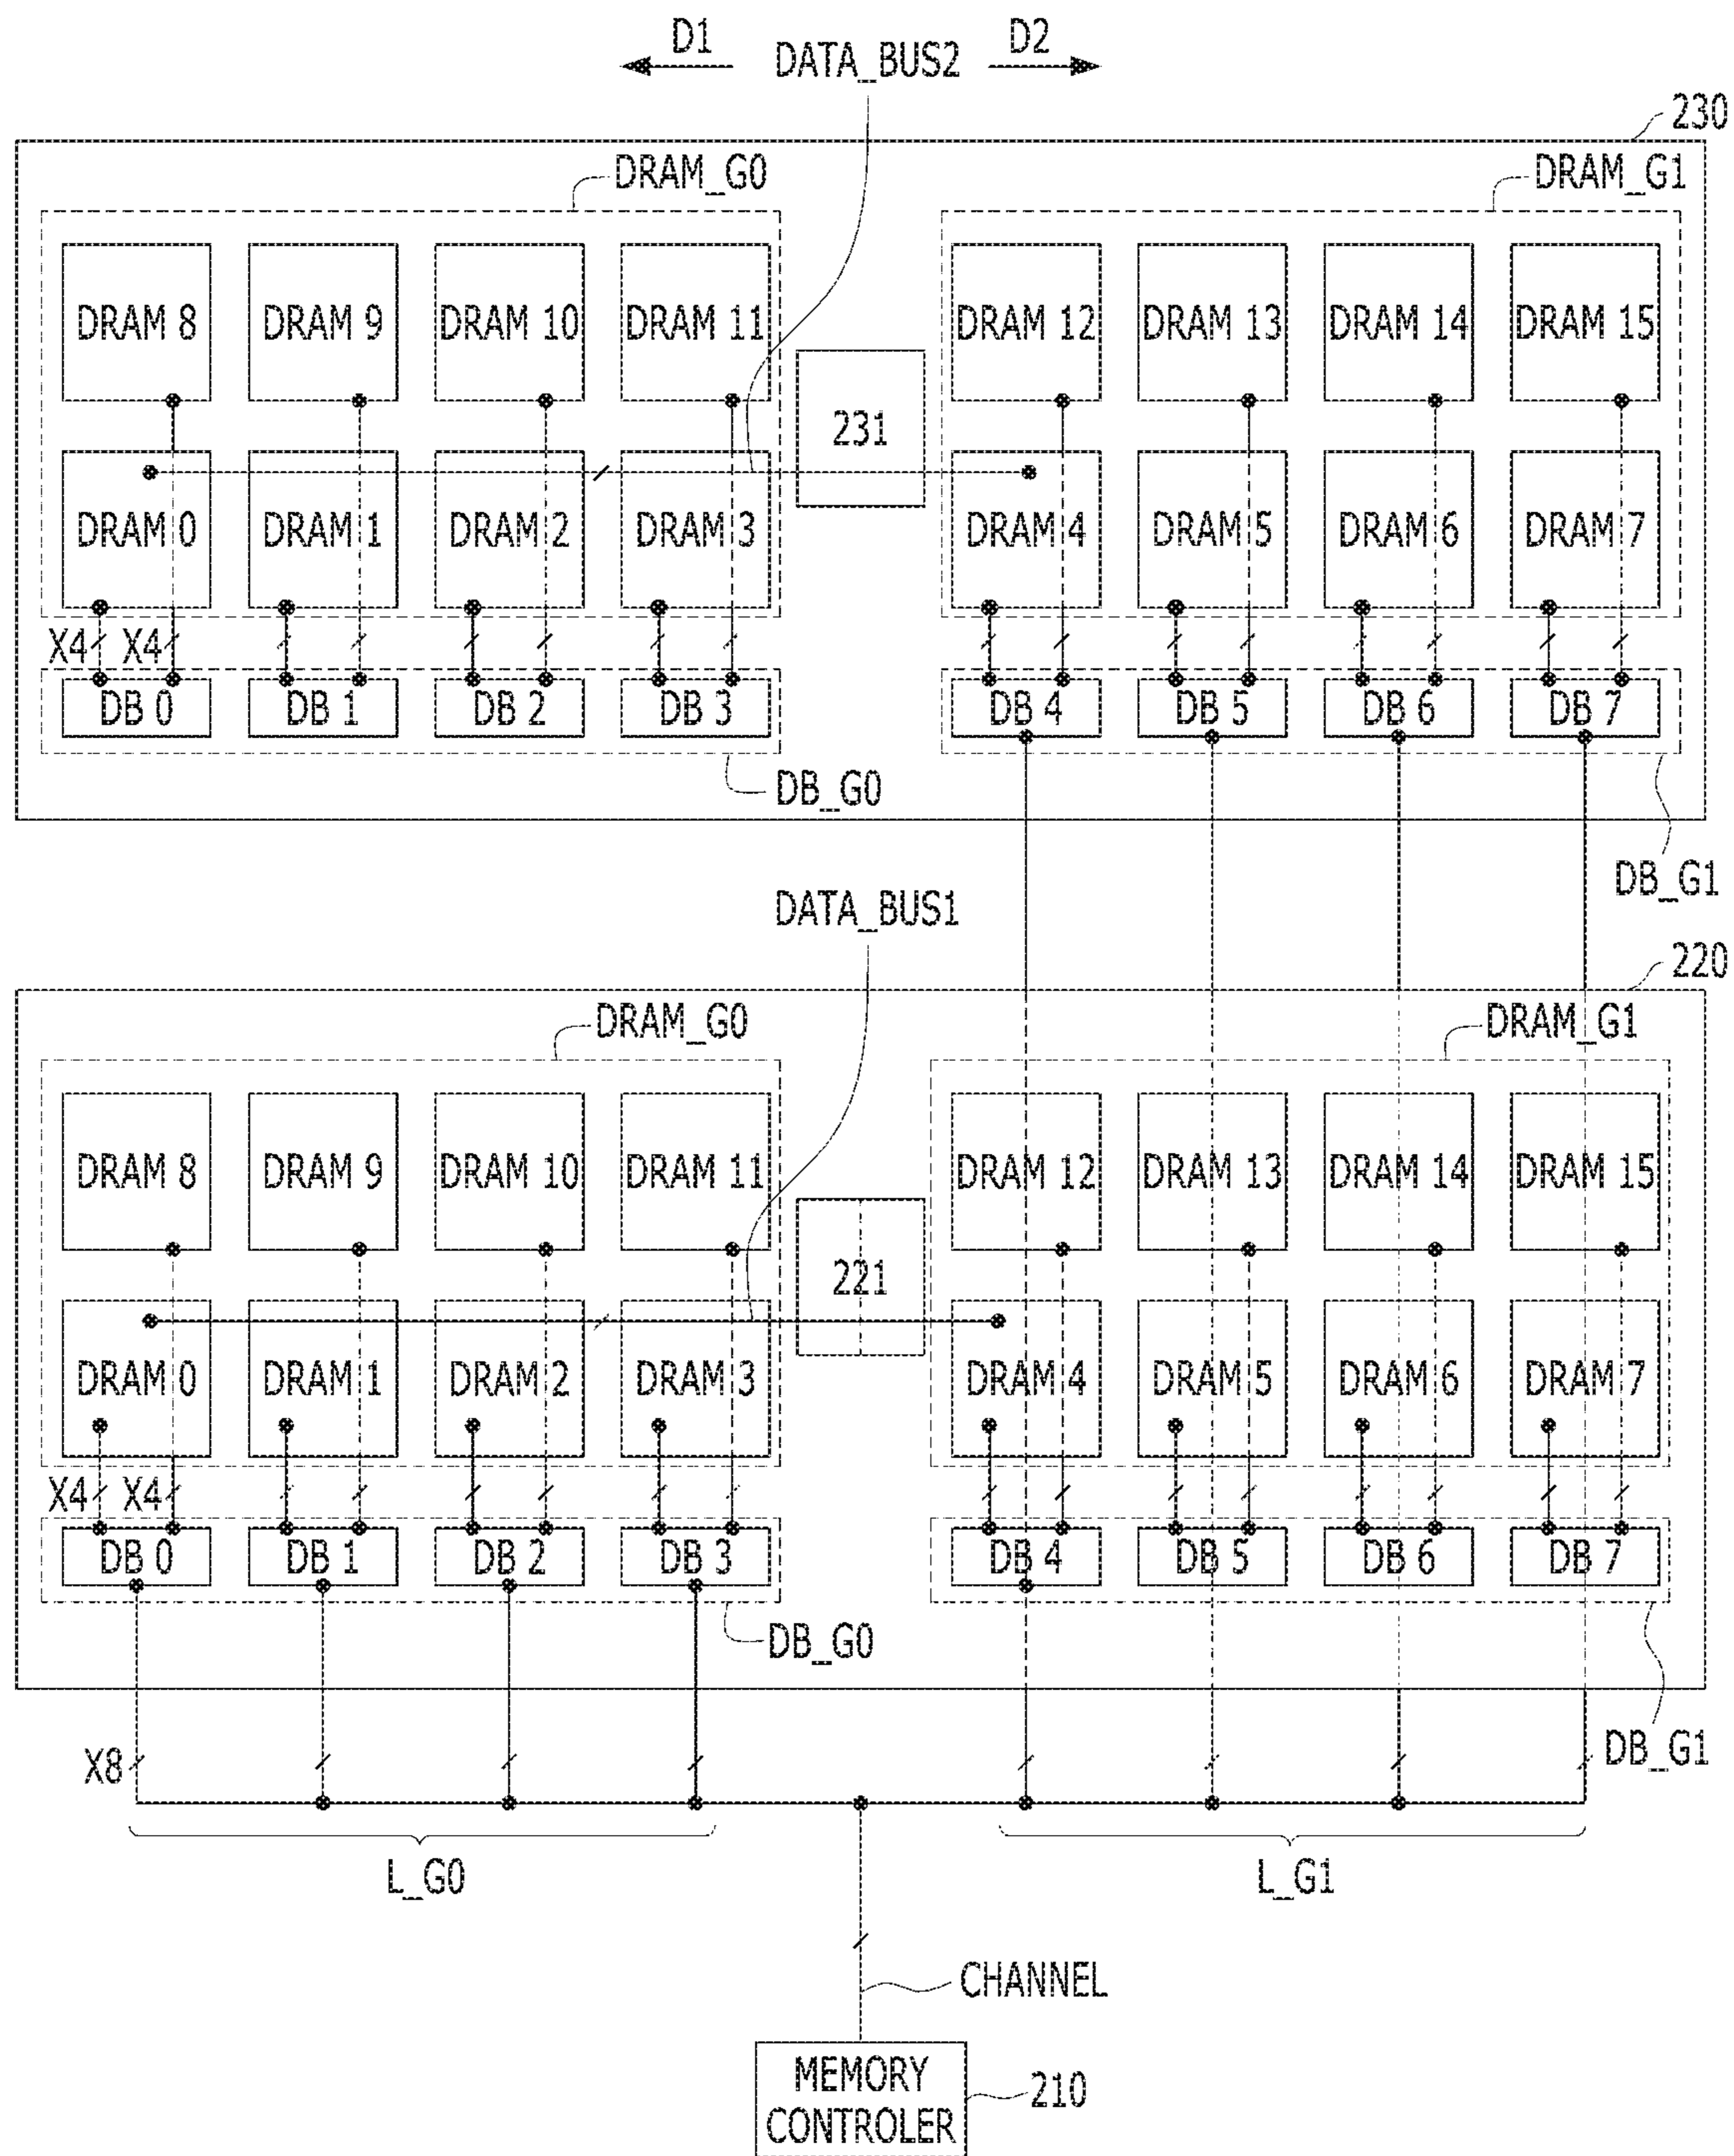 D1 DATA_BUS2 D2
230
DRAM_G0 DRAM_G1
DRAM 8 DRAM 9 DRAM 10 DRAM 11 DRAM 12 DRAM 13 DRAM 14 DRAM 15
231
DRAM 0 DRAM 1 DRAM 2 DRAM 3 DRAM 4 DRAM 5 DRAM 6 DRAM 7
X4 X4
DB 0 DB 1 DB 2 DB 3 DB 4 DB 5 DB 6 DB 7
DB_G0
DB_G1
DATA_BUS1
220
DRAM_G0 DRAM_G1
DRAM 8 DRAM 9 DRAM 10 DRAM 11 DRAM 12 DRAM 13 DRAM 14 DRAM 15
221
DRAM 0 DRAM 1 DRAM 2 DRAM 3 DRAM 4 DRAM 5 DRAM 6 DRAM 7
X4 X4
DB 0 DB 1 DB 2 DB 3 DB 4 DB 5 DB 6 DB 7
DB_G0
DB_G1
X8
L_G0 L_G1
CHANNEL
MEMORY
CONTROLER
210